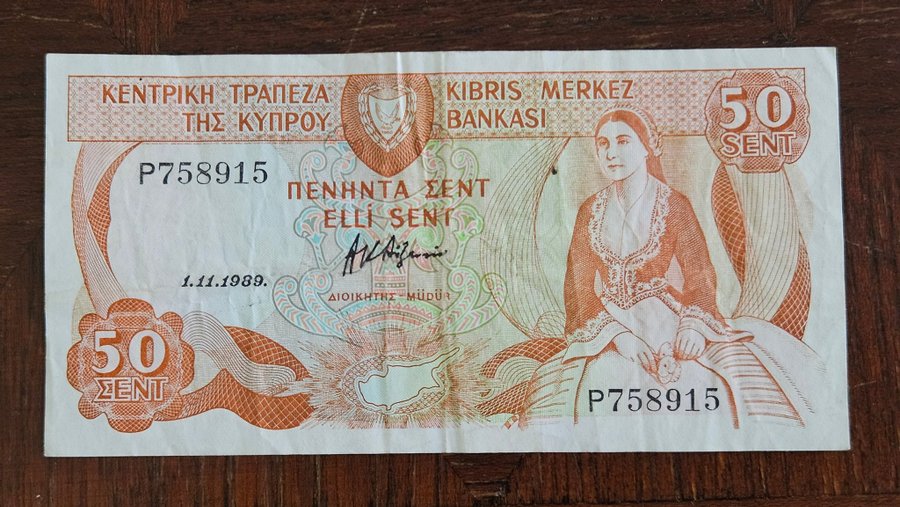 ΚΕΝΤΡΙΚΗ ΤΡΑΠΕΖΑ
ΤΗΣ ΚΥΠΡΟΥ
KIBRIS MERKEZ
BANKASI
50
SENT
P758915
ΠΕΝΗΝΤΑ ΣΕΝΤ
ELLİ SENT
1.11.1989.
ΔΙΟΙΚΗΤΗΣ - MÜDÜR
50
ΣΕΝΤ
P758915